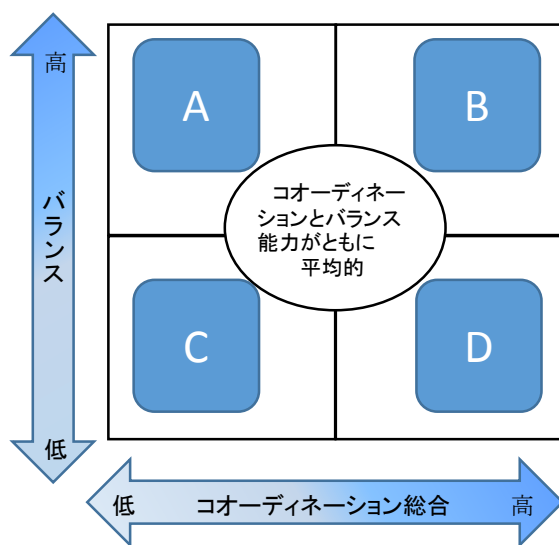 高
バランス
低
A
B
コオーディネー
ションとバランス
能力がともに
平均的
C
D
低
コオーディネーション総合
高